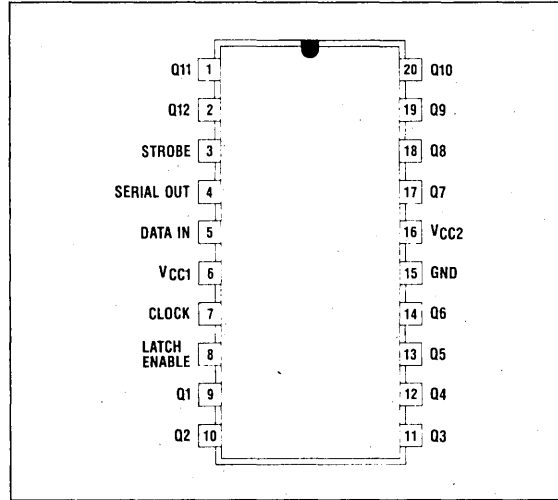 Q11 1 20 Q10
Q12 2 19 Q9
STROBE 3 18 Q8
SERIAL OUT 4 17 Q7
DATA IN 5 16 VCC2
VCC1 6 15 GND
CLOCK 7 14 Q6
LATCH
ENABLE 8 13 Q5
Q1 9 12 Q4
Q2 10 11 Q3